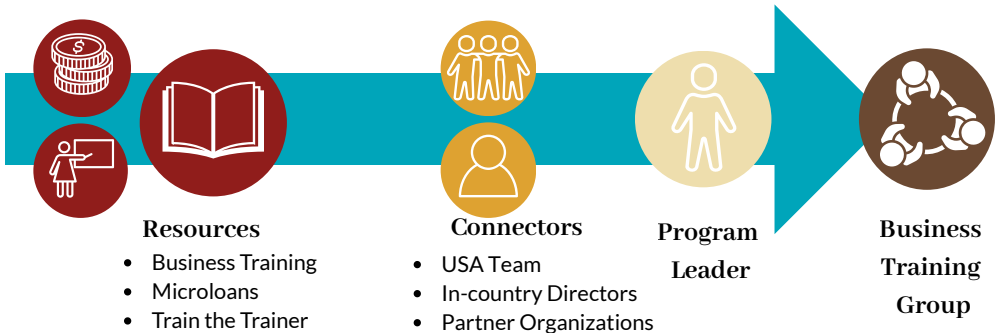 $
Resources
• Business Training
• Microloans
• Train the Trainer
Connectors
• USA Team
• In-country Directors
• Partner Organizations
Program
Leader
Business
Training
Group